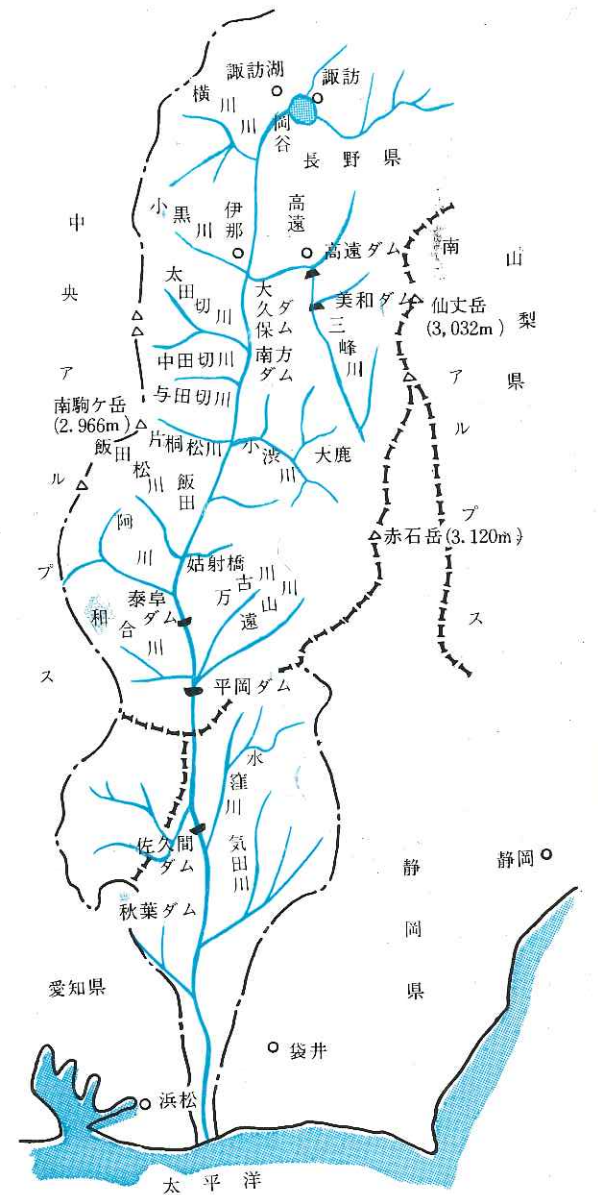 諏訪湖
諏訪
横川川
岡谷
長野県
小黒川
伊那
高遠
高遠ダム
中央アルプス
南アルプス
山梨県
太田切川
大久保ダム
美和ダム
仙丈岳
(3,032m)
三峰川
中田切川
南方ダム
与田切川
南駒ケ岳
(2.966m)
片桐松川
小渋川
大鹿
飯田松川
飯田
赤石岳(3.120m)
阿川
姑射橋
泰阜ダム
万古川
遠山川
和合川
平岡ダム
水窪川
佐久間ダム
気田川
静岡
秋葉ダム
静岡県
愛知県
袋井
浜松
太平洋